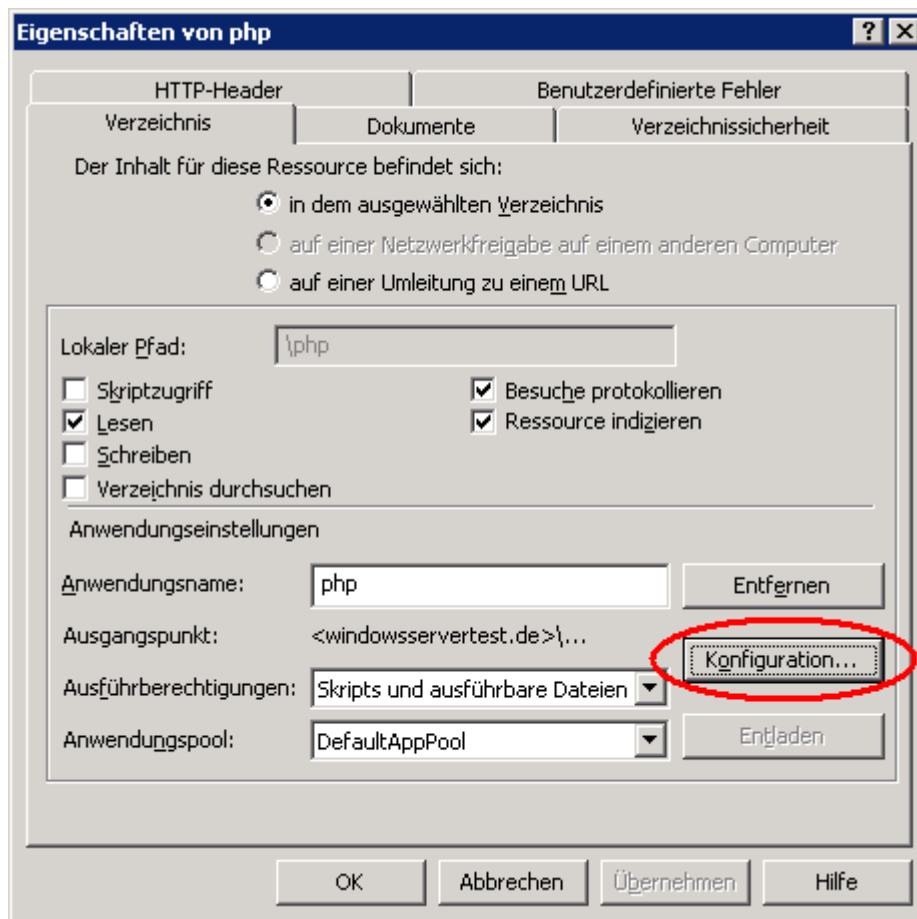 Eigenschaften von php
HTTP-Header
Benutzerdefinierte Fehler
Verzeichnis
Dokumente
Verzeichnissicherheit
Der Inhalt für diese Ressource befindet sich:
in dem ausgewählten Verzeichnis
auf einer Netzwerkfreigabe auf einem anderen Computer
auf einer Umleitung zu einem URL
Lokaler Pfad: \php
Skriptzugriff
Besuche protokollieren
Lesen
Ressource indizieren
Schreiben
Verzeichnis durchsuchen
Anwendungseinstellungen
Anwendungsname: php
Entfernen
Ausgangspunkt: <windowsservertest.de>\...
Konfiguration...
Ausführberechtigungen: Skripts und ausführbare Dateien
Anwendungspool: DefaultAppPool
Entladen
OK
Abbrechen
Übernehmen
Hilfe